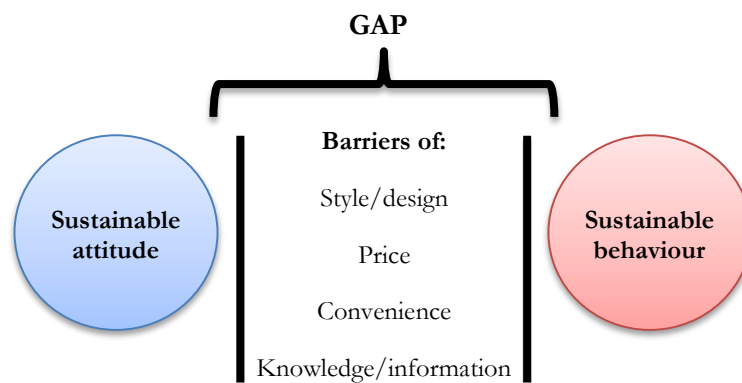 GAP
Barriers of:
Style/design
Price
Convenience
Knowledge/information
Sustainable
attitude
Sustainable
behaviour